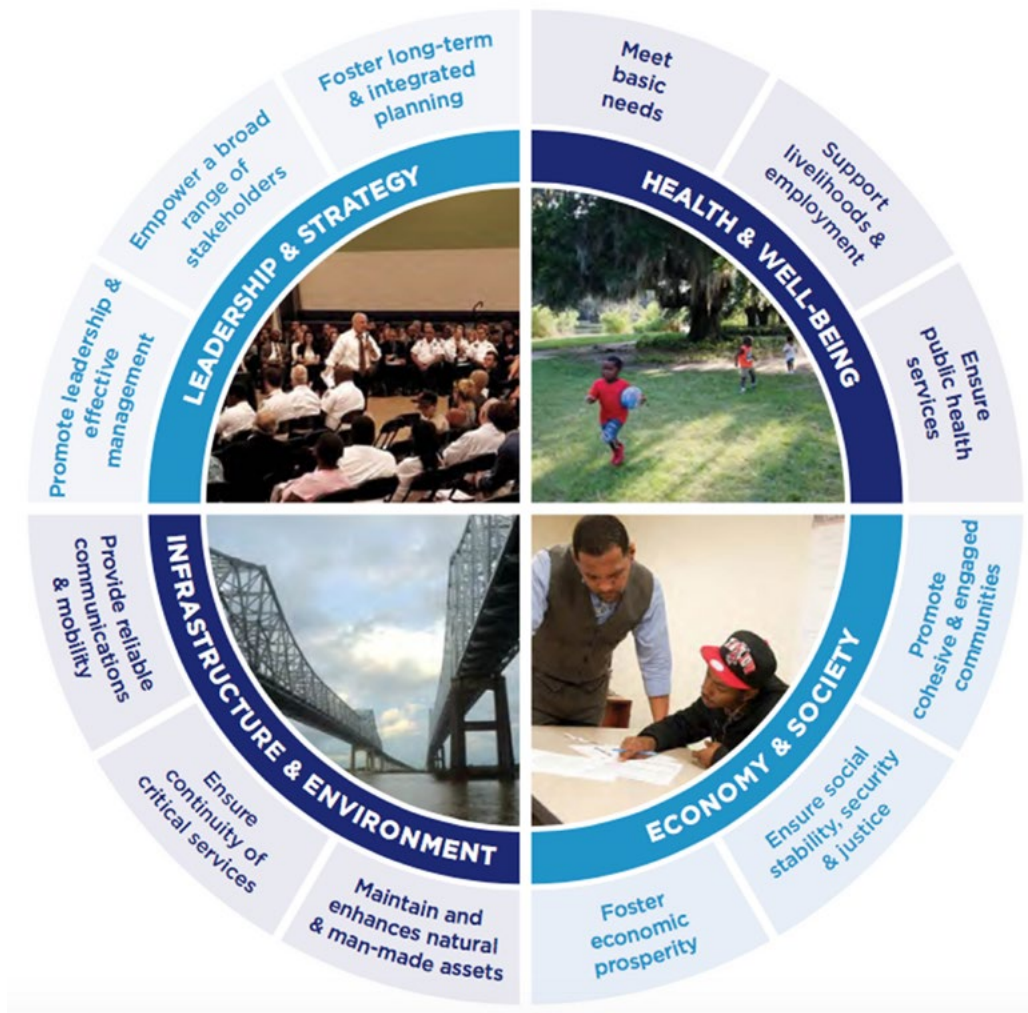 Foster long-term
& integrated
planning
Empower a broad
range of
stakeholders
Promote leadership &
effective
management
LEADERSHIP & STRATEGY
Meet
basic
needs
Support
livelihoods &
employment
Ensure
public health
services
HEALTH & WELL-BEING
Promote
cohesive & engaged
communities
Ensure social
stability, security
& justice
Foster
economic
prosperity
ECONOMY & SOCIETY
Provide reliable
communications
& mobility
Ensure
continuity of
critical services
Maintain and
enhances natural
& man-made assets
INFRASTRUCTURE & ENVIRONMENT